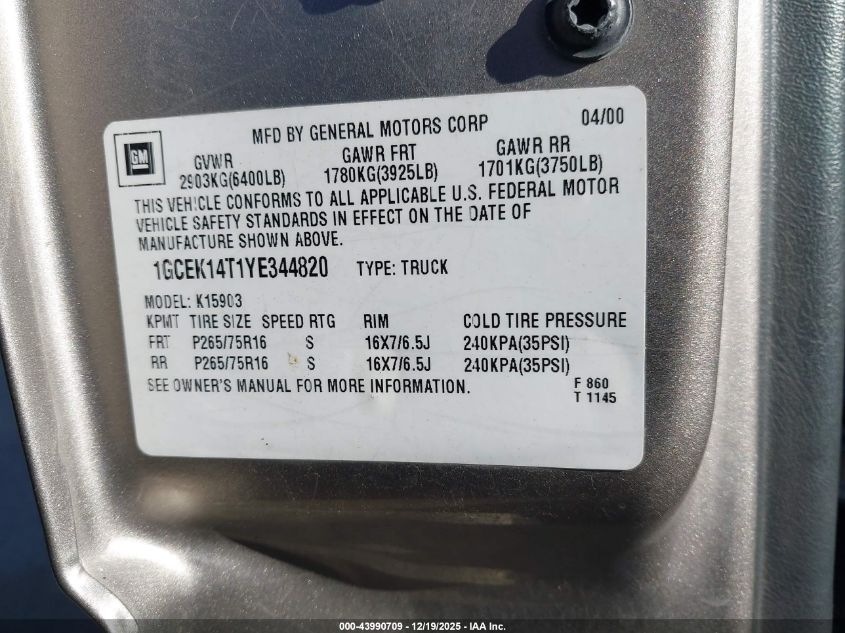 MFD BY GENERAL MOTORS CORP 04/00
GM
GVWR GAWR FRT GAWR RR
2903KG(6400LB) 1780KG(3925LB) 1701KG(3750LB)
THIS VEHICLE CONFORMS TO ALL APPLICABLE U.S. FEDERAL MOTOR
VEHICLE SAFETY STANDARDS IN EFFECT ON THE DATE OF
MANUFACTURE SHOWN ABOVE.
1GCEK14T1YE344820 TYPE: TRUCK
MODEL: K15903
KPMT TIRE SIZE SPEED RTG RIM COLD TIRE PRESSURE
FRT P265/75R16 S 16X7/6.5J 240KPA(35PSI)
RR P265/75R16 S 16X7/6.5J 240KPA(35PSI)
SEE OWNER'S MANUAL FOR MORE INFORMATION.
F 860
T 1145
000-43990709 - 12/19/2025 - IAA Inc.